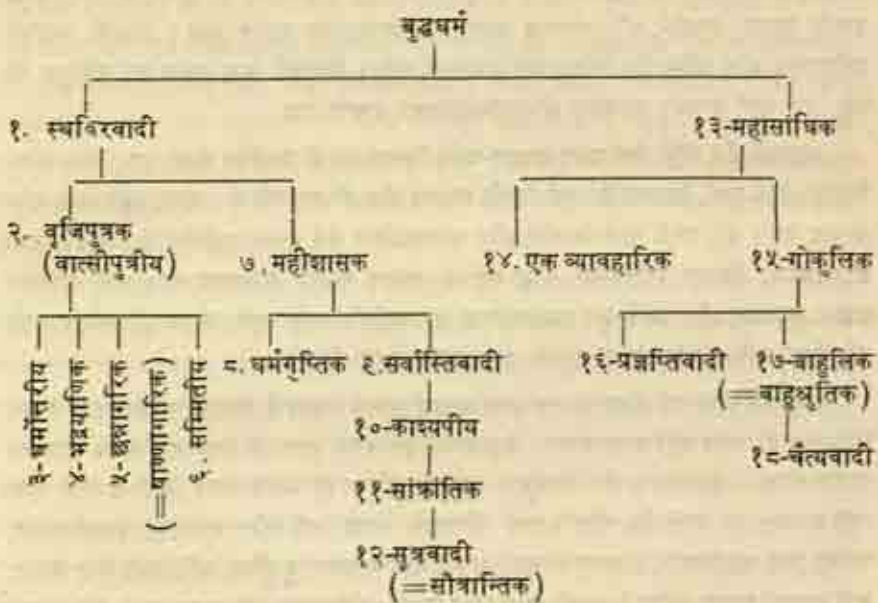 बुद्धधर्म
१. स्थविरवादी
१३-महासांघिक
२. वृजिपुत्रक
(वात्सीपुत्रीय)
७. महीशासक
१४. एक व्यावहारिक
१५-गोकुलिक
३-धर्मोत्तरीय
४-भद्रयाणिक
५-छन्नागरिक
(=षाण्णागारिक)
६. सम्मितीय
८. धर्मगुप्तिक
९. सर्वास्तिवादी
१६-प्रज्ञप्तिवादी
१७-बाहुलिक
(=बाहुश्रुतिक)
१०-काश्यपीय
१८-चैत्यवादी
११-सांक्रांतिक
१२-सूत्रवादी
(=सौत्रान्तिक)